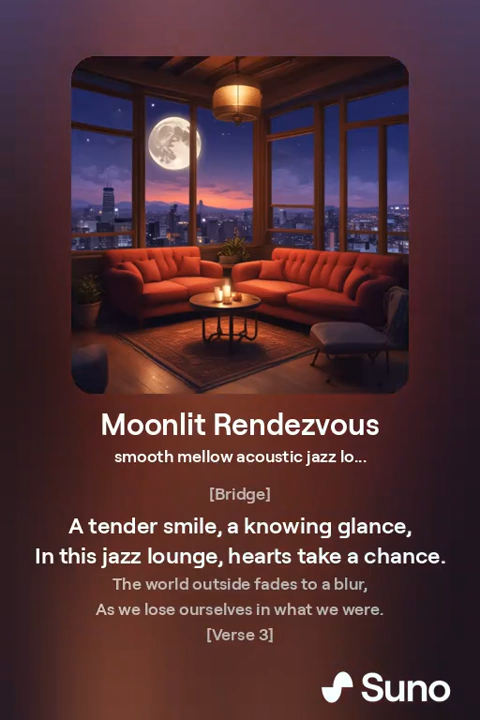 Moonlit Rendezvous
smooth mellow acoustic jazz lo...
[Bridge]
A tender smile, a knowing glance,
In this jazz lounge, hearts take a chance.
The world outside fades to a blur,
As we lose ourselves in what we were.
[Verse 3]
Suno